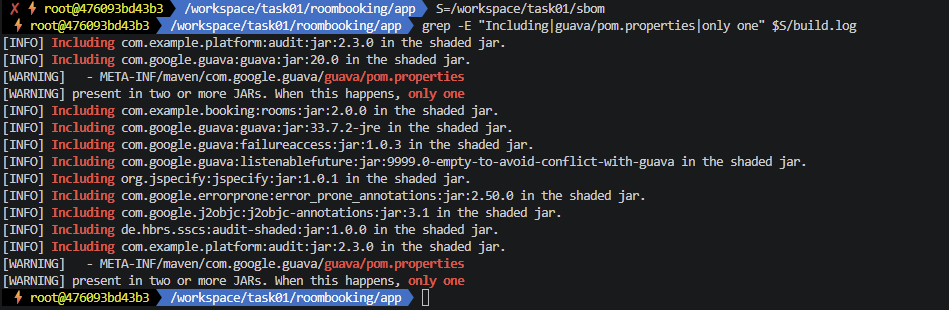 ✗ ⚡ root@476093bd43b3 /workspace/task01/roombooking/app S=/workspace/task01/sbom
⚡ root@476093bd43b3 /workspace/task01/roombooking/app grep -E "Including|guava/pom.properties|only one" $S/build.log
[INFO] Including com.example.platform:audit:jar:2.3.0 in the shaded jar.
[INFO] Including com.google.guava:guava:jar:20.0 in the shaded jar.
[WARNING]   - META-INF/maven/com.google.guava/guava/pom.properties
[WARNING] present in two or more JARs. When this happens, only one
[INFO] Including com.example.booking:rooms:jar:2.0.0 in the shaded jar.
[INFO] Including com.google.guava:guava:jar:33.7.2-jre in the shaded jar.
[INFO] Including com.google.guava:failureaccess:jar:1.0.3 in the shaded jar.
[INFO] Including com.google.guava:listenablefuture:jar:9999.0-empty-to-avoid-conflict-with-guava in the shaded jar.
[INFO] Including org.jspecify:jspecify:jar:1.0.1 in the shaded jar.
[INFO] Including com.google.errorprone:error_prone_annotations:jar:2.50.0 in the shaded jar.
[INFO] Including com.google.j2objc:j2objc-annotations:jar:3.1 in the shaded jar.
[INFO] Including de.hbrs.sscs:audit-shaded:jar:1.0.0 in the shaded jar.
[INFO] Including com.example.platform:audit:jar:2.3.0 in the shaded jar.
[WARNING]   - META-INF/maven/com.google.guava/guava/pom.properties
[WARNING] present in two or more JARs. When this happens, only one
⚡ root@476093bd43b3 /workspace/task01/roombooking/app